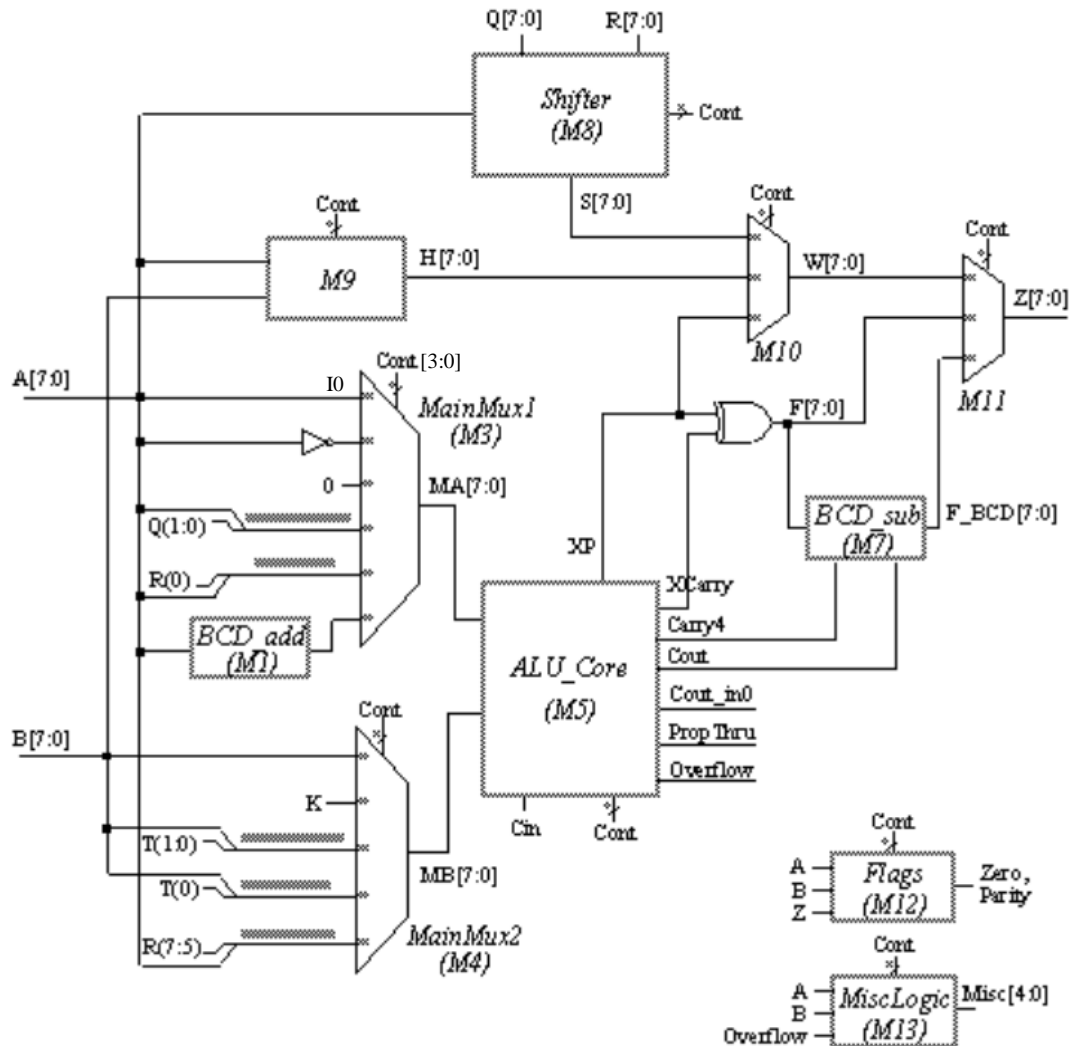 Q[7:0]
R[7:0]
Shifter
(M8)
Cont
S[7:0]
Cont
Cont
Cont
M9
H[7:0]
W[7:0]
Z[7:0]
M10
M11
A[7:0]
I0
Cont[3:0]
MainMux1
(M3)
0
MA[7:0]
Q(1:0)
R(0)
BCD_add
(M1)
F[7:0]
BCD_sub
(M7)
F_BCD[7:0]
XP
XCarry
Carry4
Cout
Cout_in0
PropThru
Overflow
ALU_Core
(M5)
Cin
Cont
B[7:0]
Cont
K
T(1:0)
T(0)
R(7:5)
MB[7:0]
MainMux2
(M4)
Cont
A
B
Z
Flags
(M12)
Zero,
Parity
Cont
A
B
Overflow
MiscLogic
(M13)
Misc[4:0]